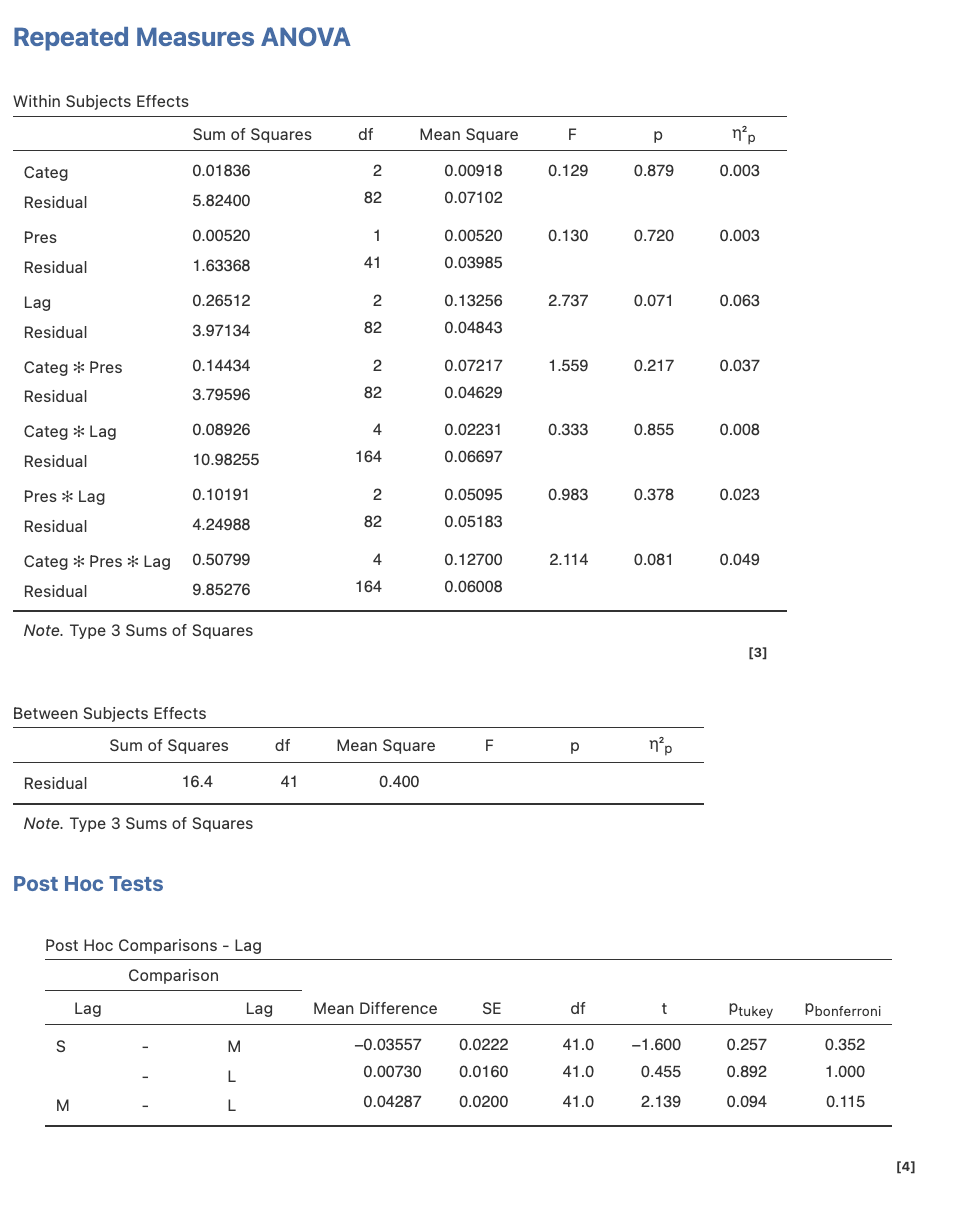 Repeated Measures ANOVA
Within Subjects Effects
Sum of Squares df Mean Square F p η²p
Categ 0.01836 2 0.00918 0.129 0.879 0.003
Residual 5.82400 82 0.07102
Pres 0.00520 1 0.00520 0.130 0.720 0.003
Residual 1.63368 41 0.03985
Lag 0.26512 2 0.13256 2.737 0.071 0.063
Residual 3.97134 82 0.04843
Categ ✻ Pres 0.14434 2 0.07217 1.559 0.217 0.037
Residual 3.79596 82 0.04629
Categ ✻ Lag 0.08926 4 0.02231 0.333 0.855 0.008
Residual 10.98255 164 0.06697
Pres ✻ Lag 0.10191 2 0.05095 0.983 0.378 0.023
Residual 4.24988 82 0.05183
Categ ✻ Pres ✻ Lag 0.50799 4 0.12700 2.114 0.081 0.049
Residual 9.85276 164 0.06008
Note. Type 3 Sums of Squares
[3]
Between Subjects Effects
Sum of Squares df Mean Square F p η²p
Residual 16.4 41 0.400
Note. Type 3 Sums of Squares
Post Hoc Tests
Post Hoc Comparisons - Lag
Comparison
Lag Lag Mean Difference SE df t ptukey pbonferroni
S - M −0.03557 0.0222 41.0 −1.600 0.257 0.352
- L 0.00730 0.0160 41.0 0.455 0.892 1.000
M - L 0.04287 0.0200 41.0 2.139 0.094 0.115
[4]